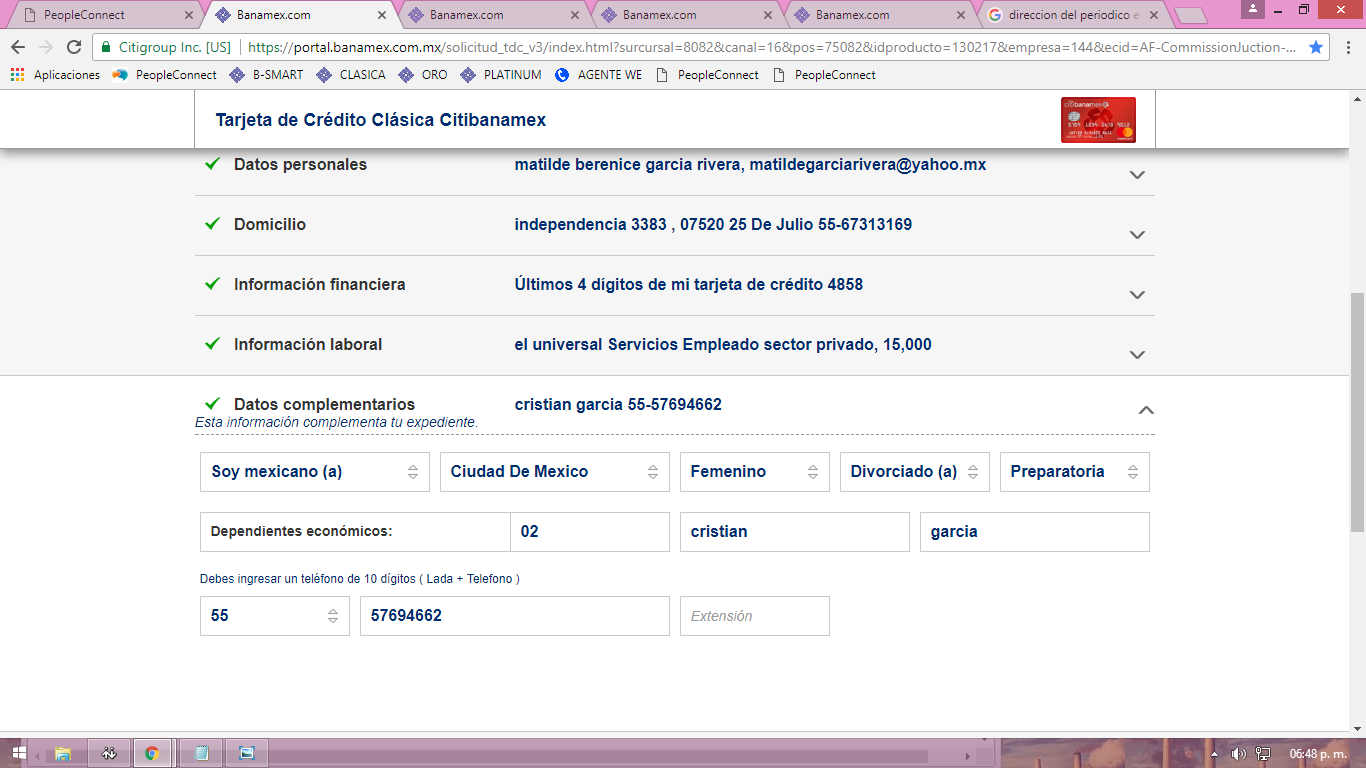 PeopleConnect
Banamex.com
Banamex.com
Banamex.com
Banamex.com
direccion del periodico e
Citigroup Inc. [US]
https://portal.banamex.com.mx/solicitud_tdc_v3/index.html?surcursal=8082&canal=16&pos=75082&idproducto=130217&empresa=144&ecid=AF-CommissionJuction-...
Aplicaciones PeopleConnect B-SMART CLASICA ORO PLATINUM AGENTE WE PeopleConnect PeopleConnect
Tarjeta de Crédito Clásica Citibanamex
citibanamex
Datos personales matilde berenice garcia rivera, matildegarciarivera@yahoo.mx
Domicilio independencia 3383 , 07520 25 De Julio 55-67313169
Información financiera Últimos 4 dígitos de mi tarjeta de crédito 4858
Información laboral el universal Servicios Empleado sector privado, 15,000
Datos complementarios cristian garcia 55-57694662
Esta información complementa tu expediente.
Soy mexicano (a) Ciudad De Mexico Femenino Divorciado (a) Preparatoria
Dependientes económicos: 02 cristian garcia
Debes ingresar un teléfono de 10 dígitos ( Lada + Telefono )
55 57694662 Extensión
06:48 p. m.